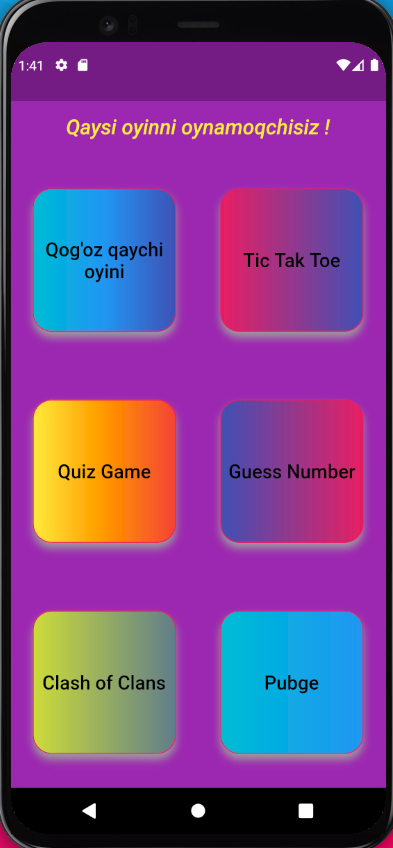 1:41
Qaysi oyinni oynamoqchisiz !
Qog'oz qaychi
oyini
Tic Tak Toe
Quiz Game
Guess Number
Clash of Clans
Pubge